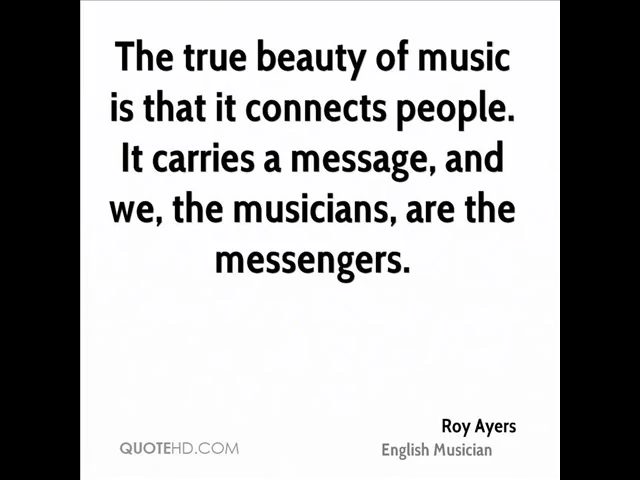 The true beauty of music
is that it connects people.
It carries a message, and
we, the musicians, are the
messengers.
Roy Ayers
QUOTEHD.COM
English Musician